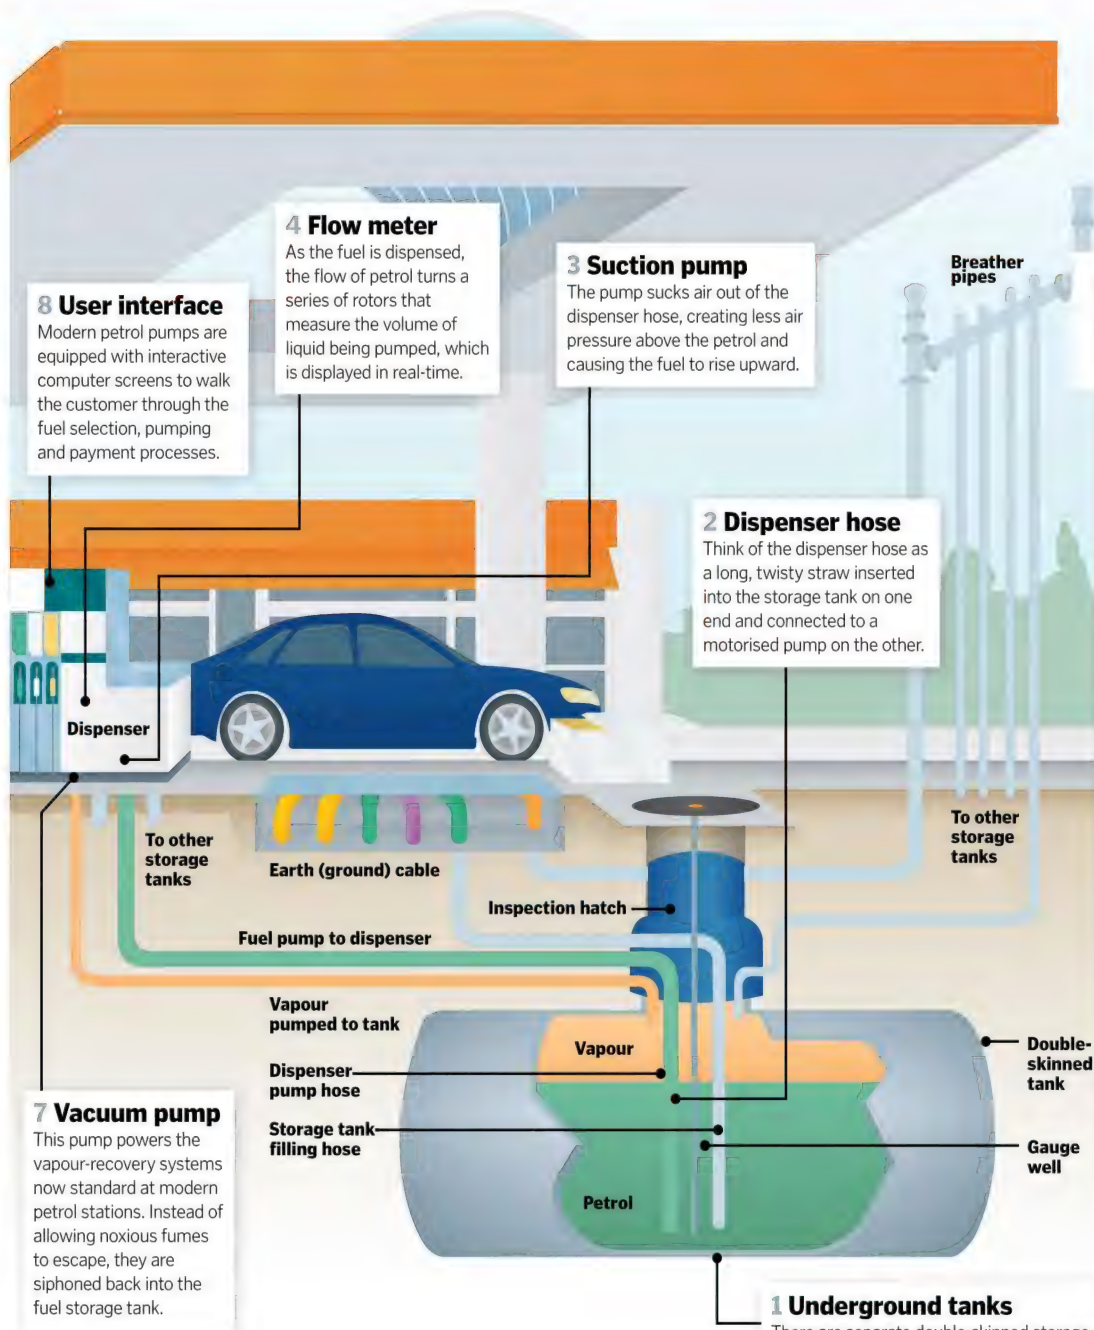 4 Flow meter
As the fuel is dispensed,
the flow of petrol turns a
series of rotors that
measure the volume of
liquid being pumped, which
is displayed in real-time.
3 Suction pump
The pump sucks air out of the
dispenser hose, creating less air
pressure above the petrol and
causing the fuel to rise upward.
Breather
pipes
8 User interface
Modern petrol pumps are
equipped with interactive
computer screens to walk
the customer through the
fuel selection, pumping
and payment processes.
2 Dispenser hose
Think of the dispenser hose as
a long, twisty straw inserted
into the storage tank on one
end and connected to a
motorised pump on the other.
Dispenser
To other
storage
tanks
Earth (ground) cable
To other
storage
tanks
Inspection hatch
Fuel pump to dispenser
Vapour
pumped to tank
Vapour
Double-
skinned
tank
Dispenser
pump hose
Storage tank
filling hose
Gauge
well
Petrol
7 Vacuum pump
This pump powers the
vapour-recovery systems
now standard at modern
petrol stations. Instead of
allowing noxious fumes
to escape, they are
siphoned back into the
fuel storage tank.
1 Underground tanks
There are separate double-skinned storage